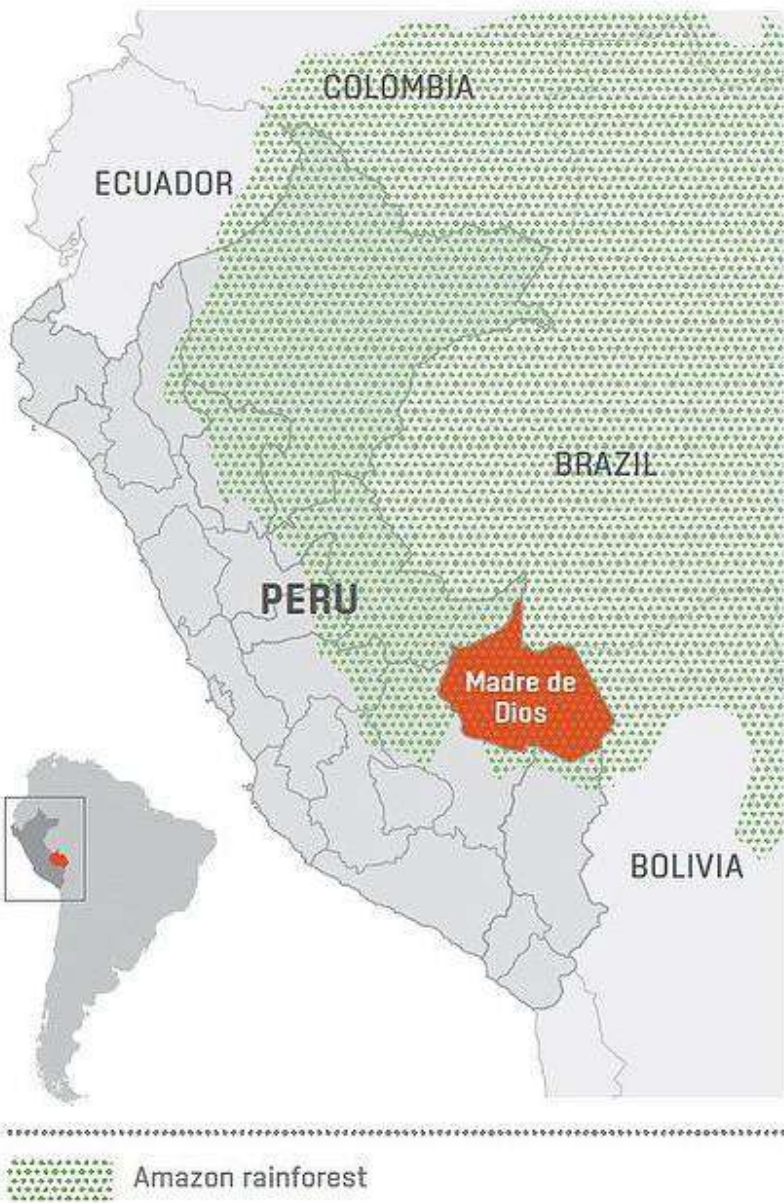 COLOMBIA
ECUADOR
BRAZIL
PERU
Madre de
Dios
BOLIVIA
Amazon rainforest